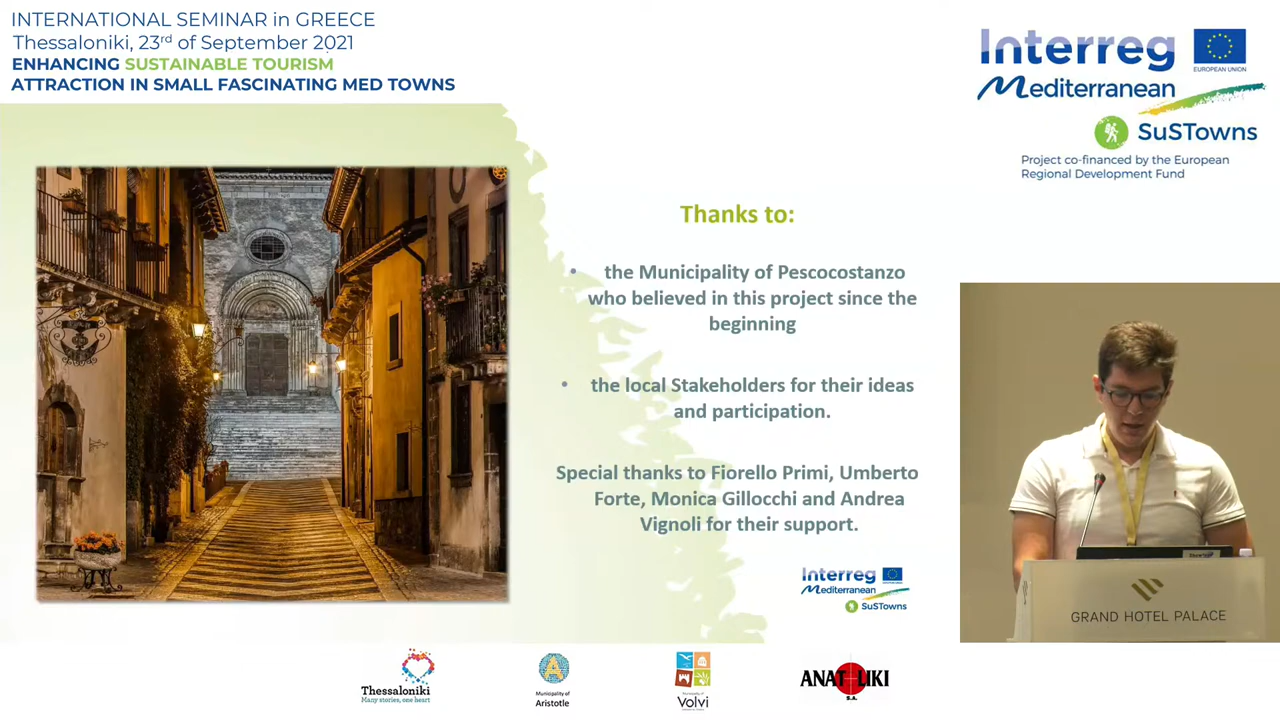 INTERNATIONAL SEMINAR in GREECE
Thessaloniki, 23rd of September 2021
ENHANCING SUSTAINABLE TOURISM
ATTRACTION IN SMALL FASCINATING MED TOWNS
Interreg
EUROPEAN UNION
Mediterranean
SuSTowns
Project co-financed by the European
Regional Development Fund
Thanks to:
• the Municipality of Pescocostanzo
who believed in this project since the
beginning
• the local Stakeholders for their ideas
and participation.
Special thanks to Fiorello Primi, Umberto
Forte, Monica Gillocchi and Andrea
Vignoli for their support.
Interreg
Mediterranean
SuSTowns
GRAND HOTEL PALACE
Thessaloniki
Many stories, one heart
Municipality of
Aristotle
Municipality of
Volvi
ANATOLIKI
S.A.